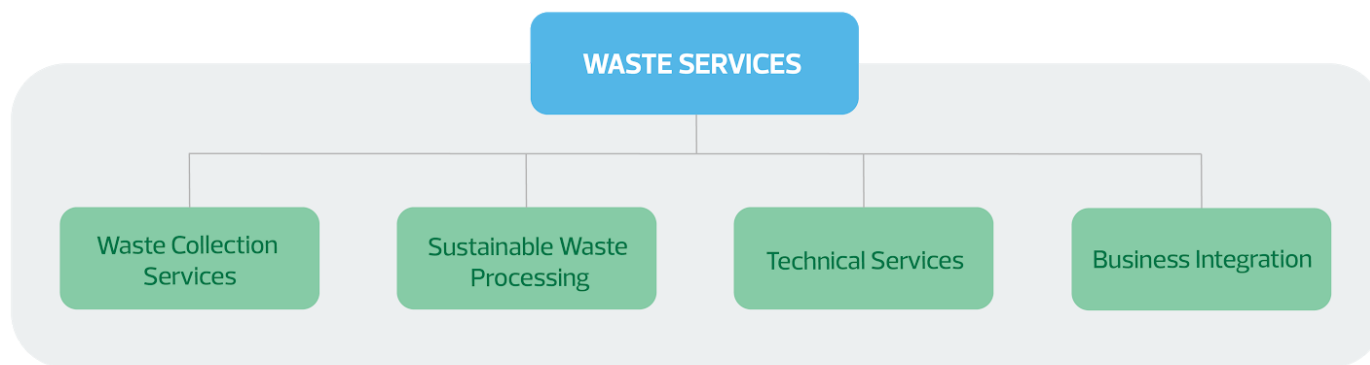 WASTE SERVICES
Waste Collection
Services
Sustainable Waste
Processing
Technical Services
Business Integration